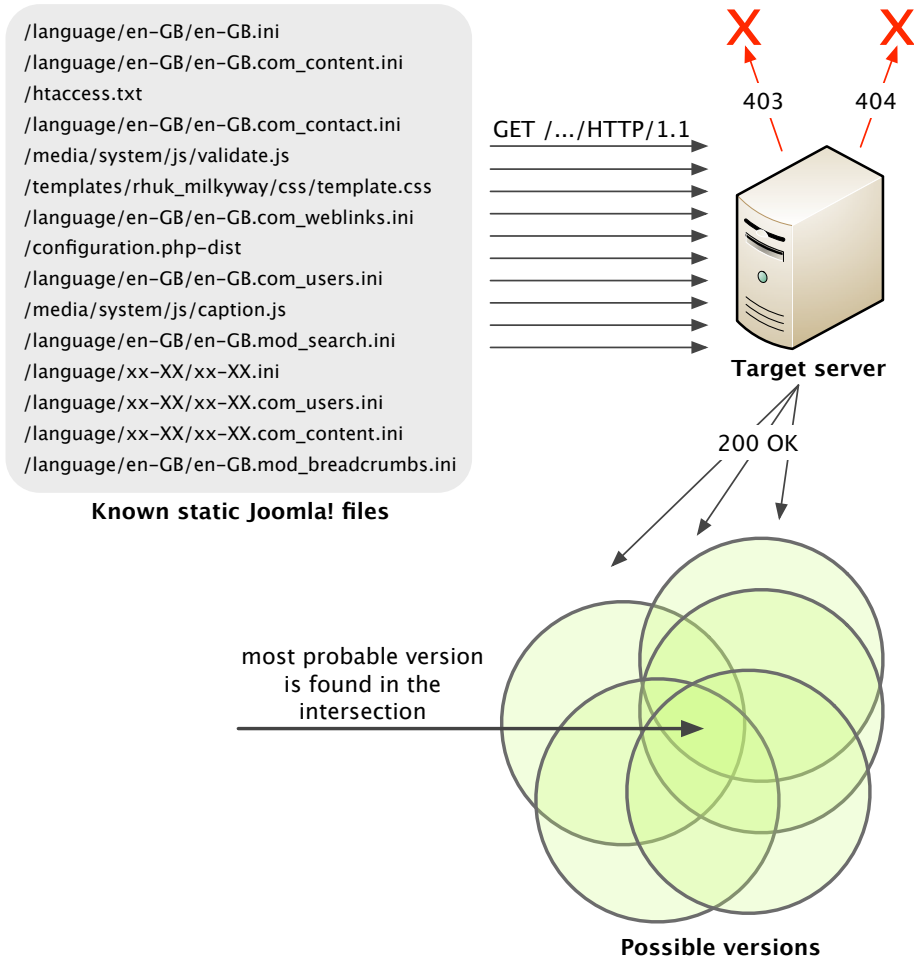 /language/en-GB/en-GB.ini
/language/en-GB/en-GB.com_content.ini
/htaccess.txt
/language/en-GB/en-GB.com_contact.ini
/media/system/js/validate.js
/templates/rhuk_milkyway/css/template.css
/language/en-GB/en-GB.com_weblinks.ini
/configuration.php-dist
/language/en-GB/en-GB.com_users.ini
/media/system/js/caption.js
/language/en-GB/en-GB.mod_search.ini
/language/xx-XX/xx-XX.ini
/language/xx-XX/xx-XX.com_users.ini
/language/xx-XX/xx-XX.com_content.ini
/language/en-GB/en-GB.mod_breadcrumbs.ini
Known static Joomla! files
GET /.../HTTP/1.1
X X
403 404
Target server
200 OK
most probable version
is found in the
intersection
Possible versions